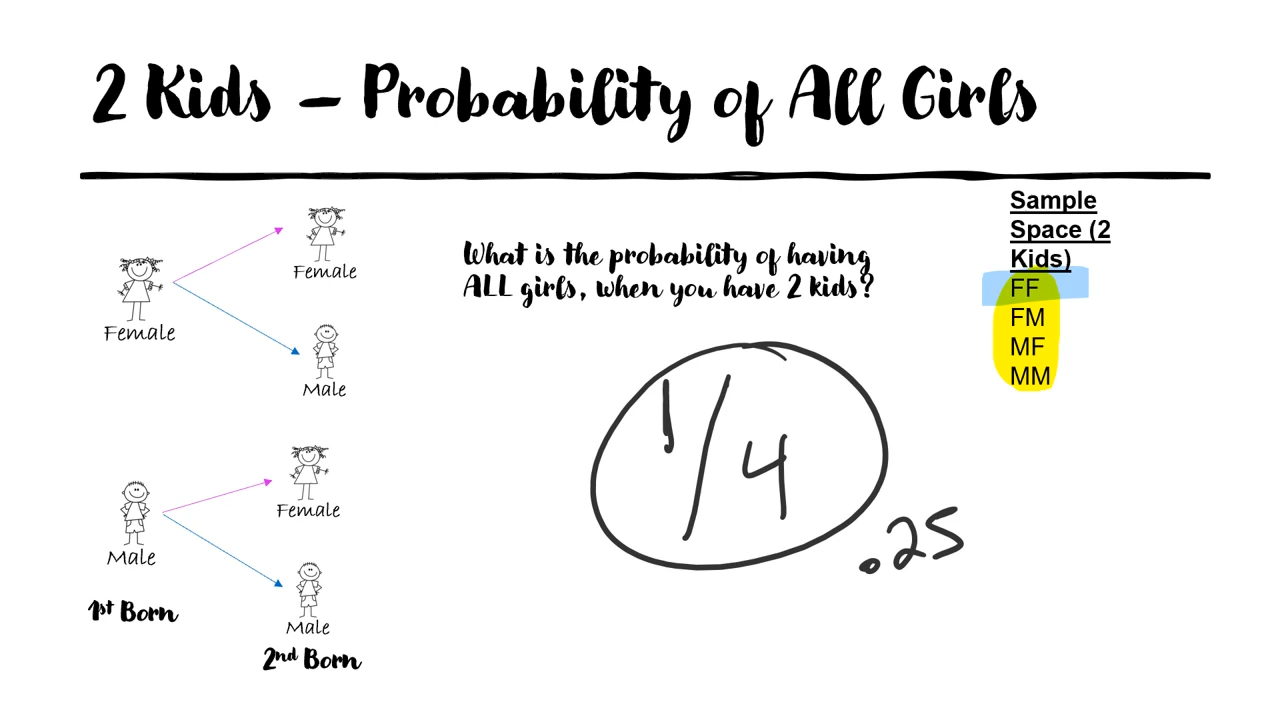 2 Kids – Probability of All Girls
Female
Female
Male
Male
Female
Male
1st Born
2nd Born
What is the probability of having
ALL girls, when you have 2 kids?
1/4
.25
Sample
Space (2
Kids)
FF
FM
MF
MM